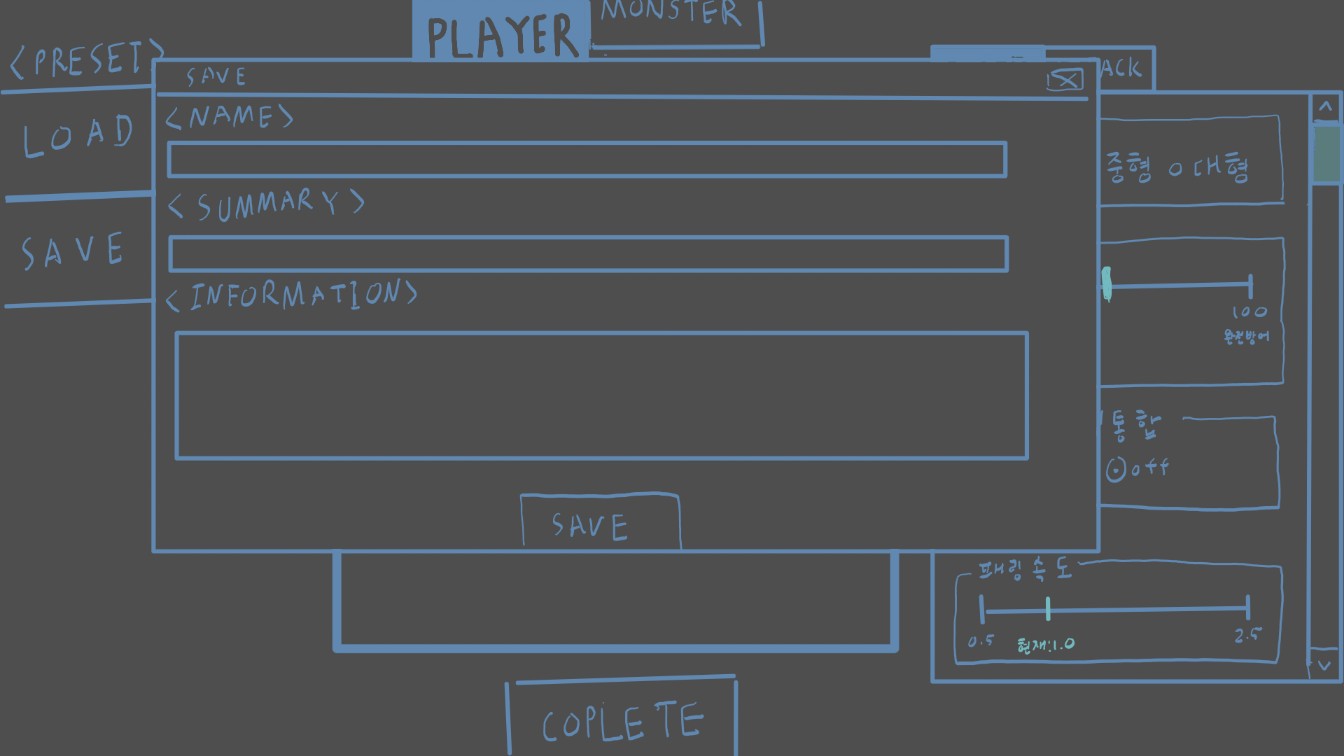 PLAYER
MONSTER
<PRESET>
LOAD
SAVE
SAVE
<NAME>
<SUMMARY>
<INFORMATION>
SAVE
ACK
중형 ㅇ대형
100
완전방어
통합
off
패링속도
0.5
현재:1.0
2.5
COPLETE